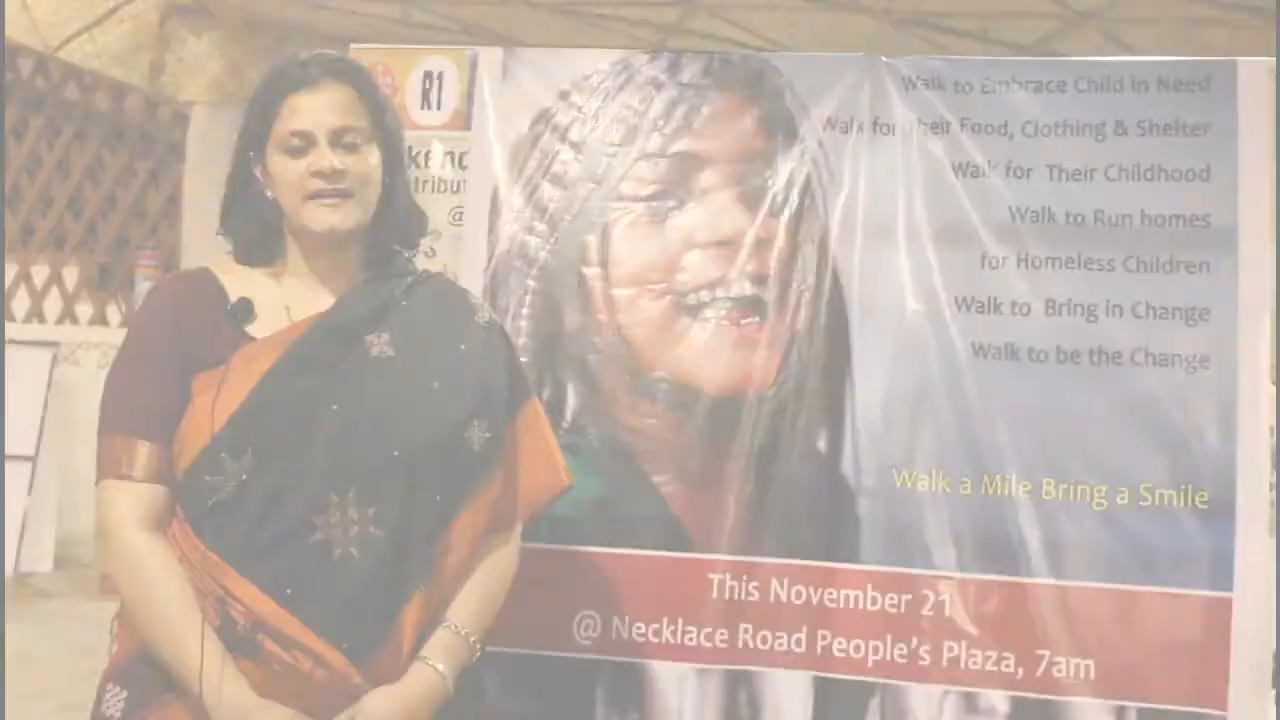 R1
@
Walk to Embrace Child in Need
Walk for Their Food, Clothing & Shelter
Walk for Their Childhood
Walk to Run homes
for Homeless Children
Walk to Bring in Change
Walk to be the Change
Walk a Mile Bring a Smile
This November 21
@ Necklace Road People's Plaza, 7am